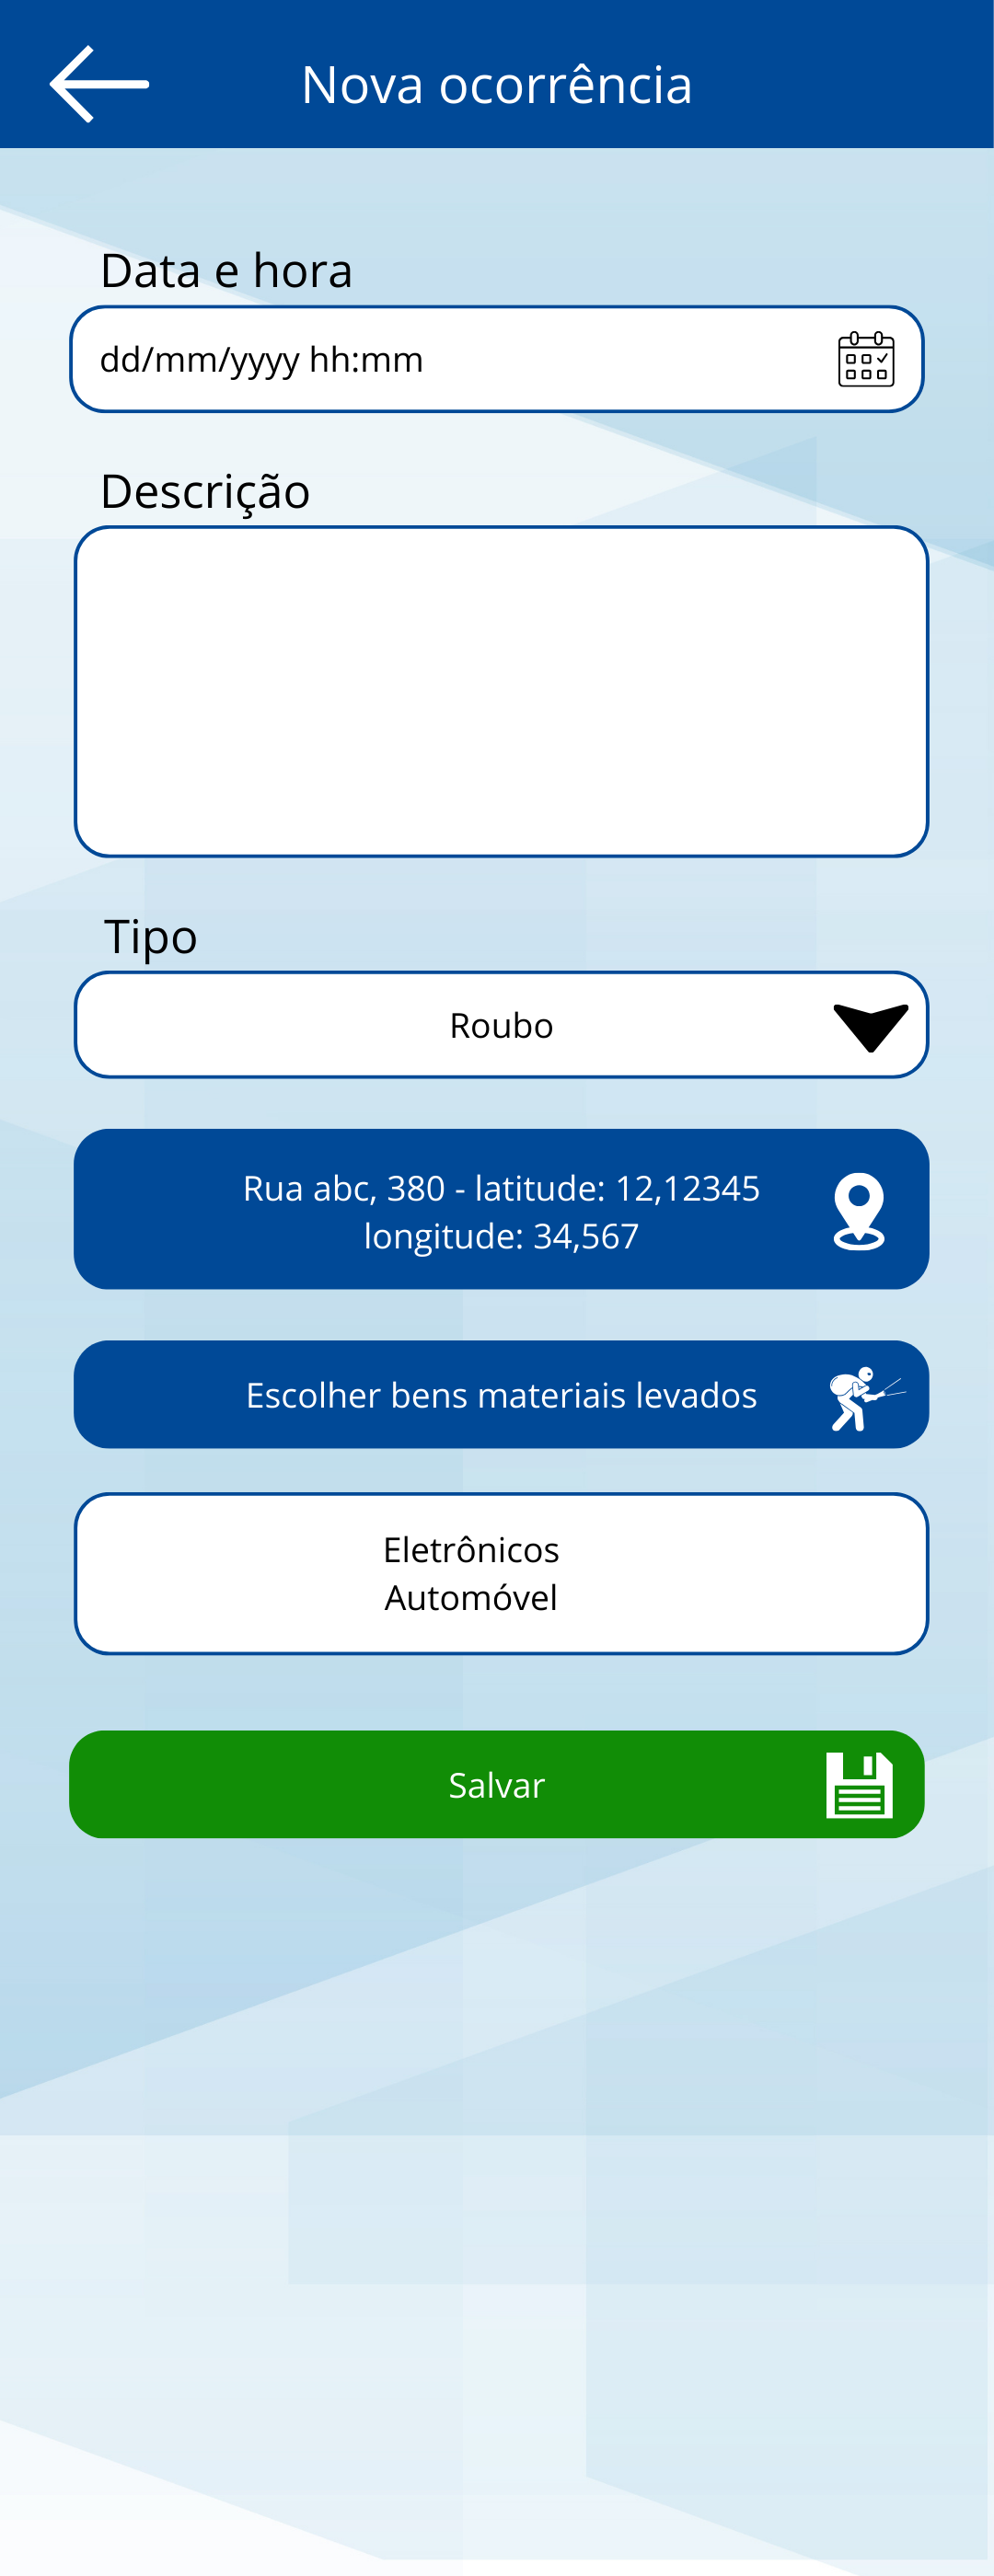 Nova ocorrência
Data e hora
dd/mm/yyyy hh:mm
Descrição
Tipo
Roubo
Rua abc, 380 - latitude: 12,12345
longitude: 34,567
Escolher bens materiais levados
Eletrônicos
Automóvel
Salvar